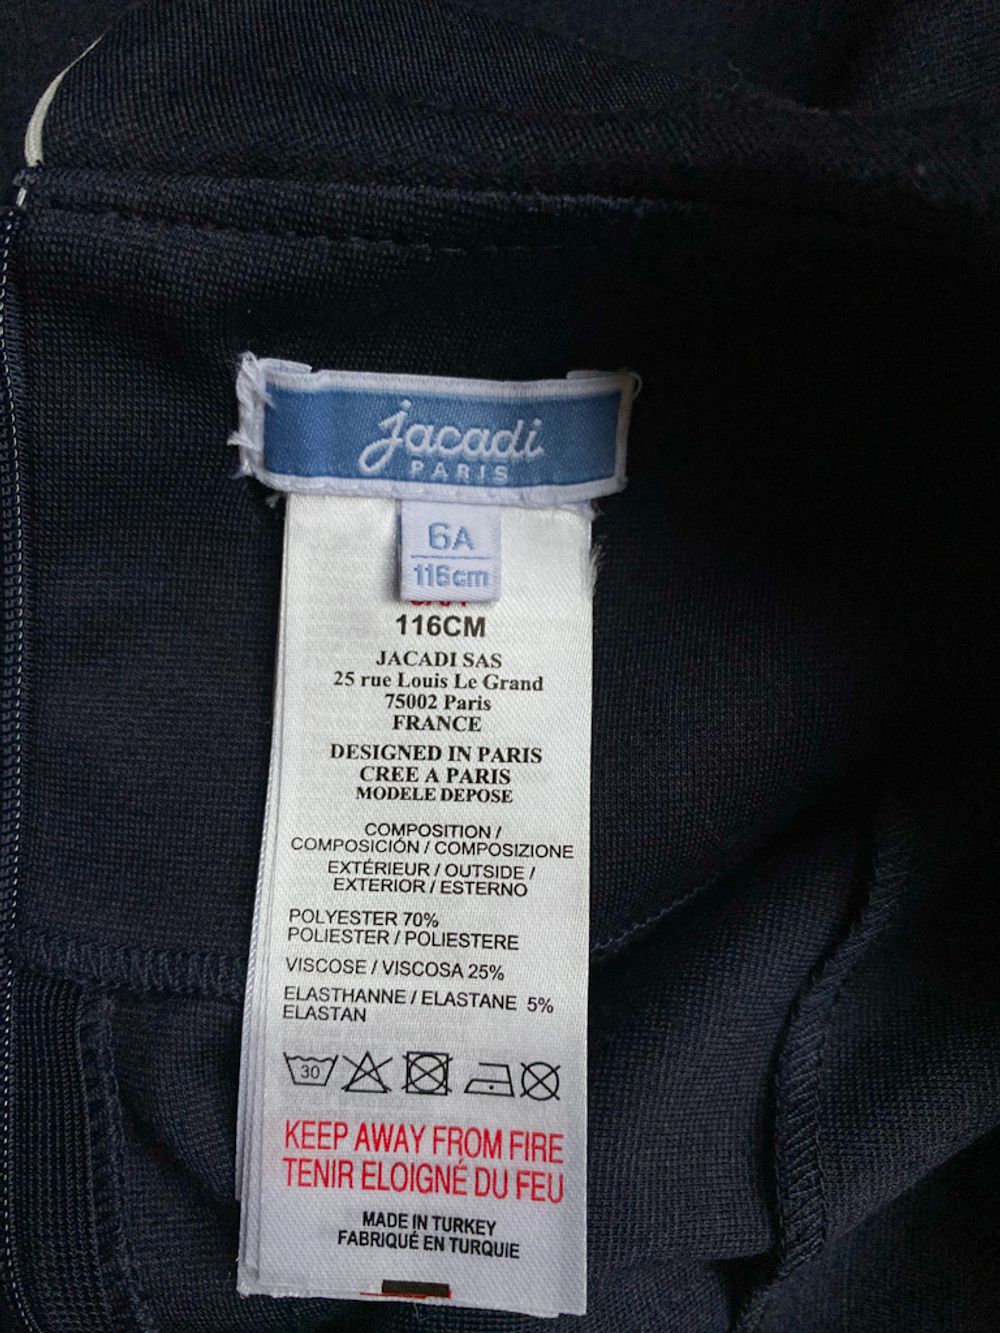 jacadi
PARIS
6A
116cm
116CM
JACADI SAS
25 rue Louis Le Grand
75002 Paris
FRANCE
DESIGNED IN PARIS
CREE A PARIS
MODELE DEPOSE
COMPOSITION /
COMPOSICIÓN / COMPOSIZIONE
EXTÉRIEUR / OUTSIDE /
EXTERIOR / ESTERNO
POLYESTER 70%
POLIESTER / POLIESTERE
VISCOSE / VISCOSA 25%
ELASTHANNE / ELASTANE 5%
ELASTAN
30
KEEP AWAY FROM FIRE
TENIR ELOIGNÉ DU FEU
MADE IN TURKEY
FABRIQUÉ EN TURQUIE